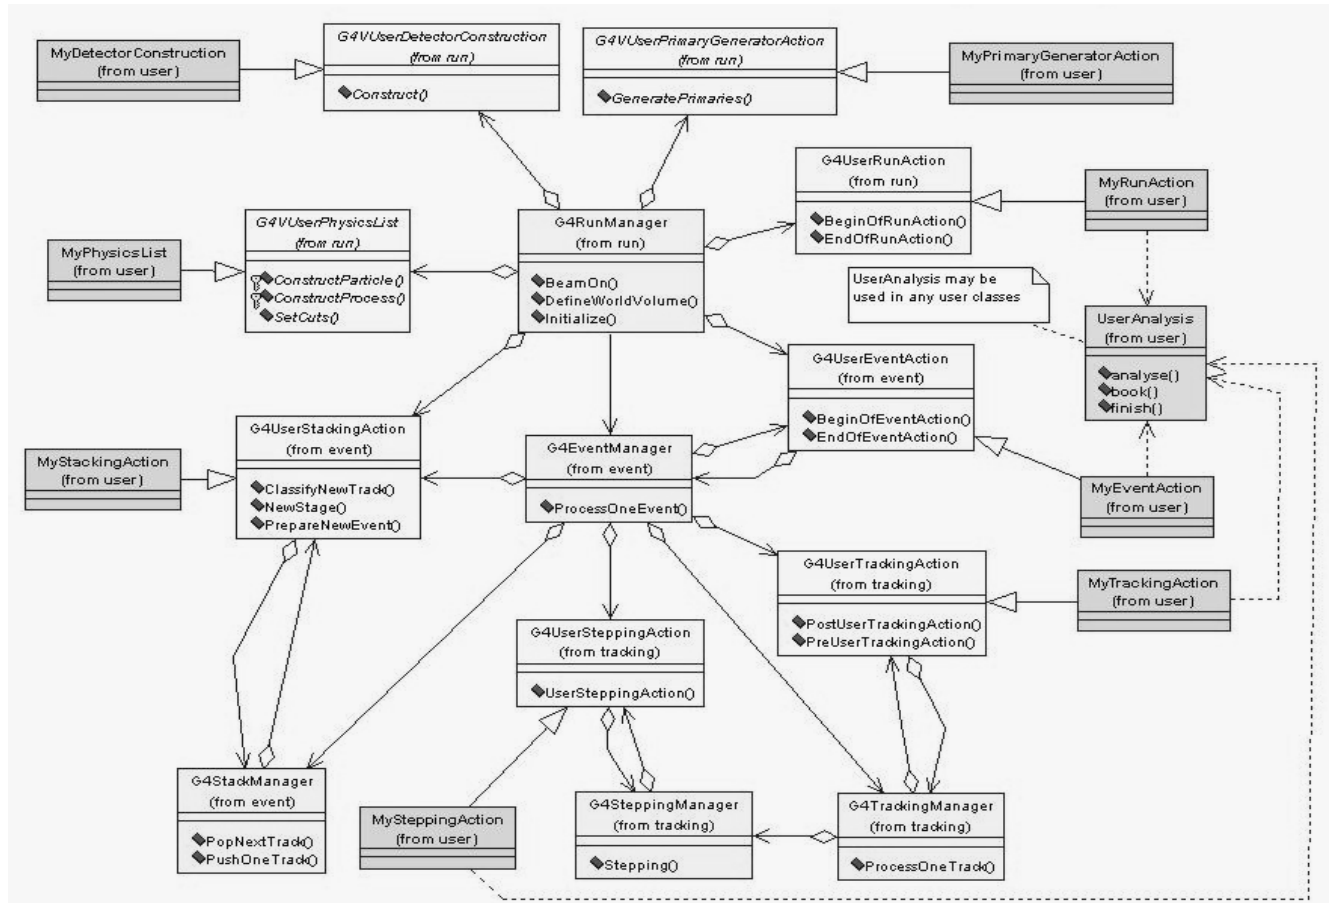 MyDetectorConstruction
(from user)
G4VUserDetectorConstruction
(from run)
Construct()
G4VUserPrimaryGeneratorAction
(from run)
GeneratePrimaries()
MyPrimaryGeneratorAction
(from user)
G4UserRunAction
(from run)
BeginOfRunAction()
EndOfRunAction()
MyRunAction
(from user)
MyPhysicsList
(from user)
G4VUserPhysicsList
(from run)
ConstructParticle()
ConstructProcess()
SetCuts()
G4RunManager
(from run)
BeamOn()
DefineWorldVolume()
Initialize()
UserAnalysis may be
used in any user classes
UserAnalysis
(from user)
analyse()
book()
finish()
G4UserEventAction
(from event)
BeginOfEventAction()
EndOfEventAction()
MyStackingAction
(from user)
G4UserStackingAction
(from event)
ClassifyNewTrack()
NewStage()
PrepareNewEvent()
G4EventManager
(from event)
ProcessOneEvent()
MyEventAction
(from user)
G4UserTrackingAction
(from tracking)
PostUserTrackingAction()
PreUserTrackingAction()
MyTrackingAction
(from user)
G4UserSteppingAction
(from tracking)
UserSteppingAction()
G4StackManager
(from event)
PopNextTrack()
PushOneTrack()
MySteppingAction
(from user)
G4SteppingManager
(from tracking)
Stepping()
G4TrackingManager
(from tracking)
ProcessOneTrack()